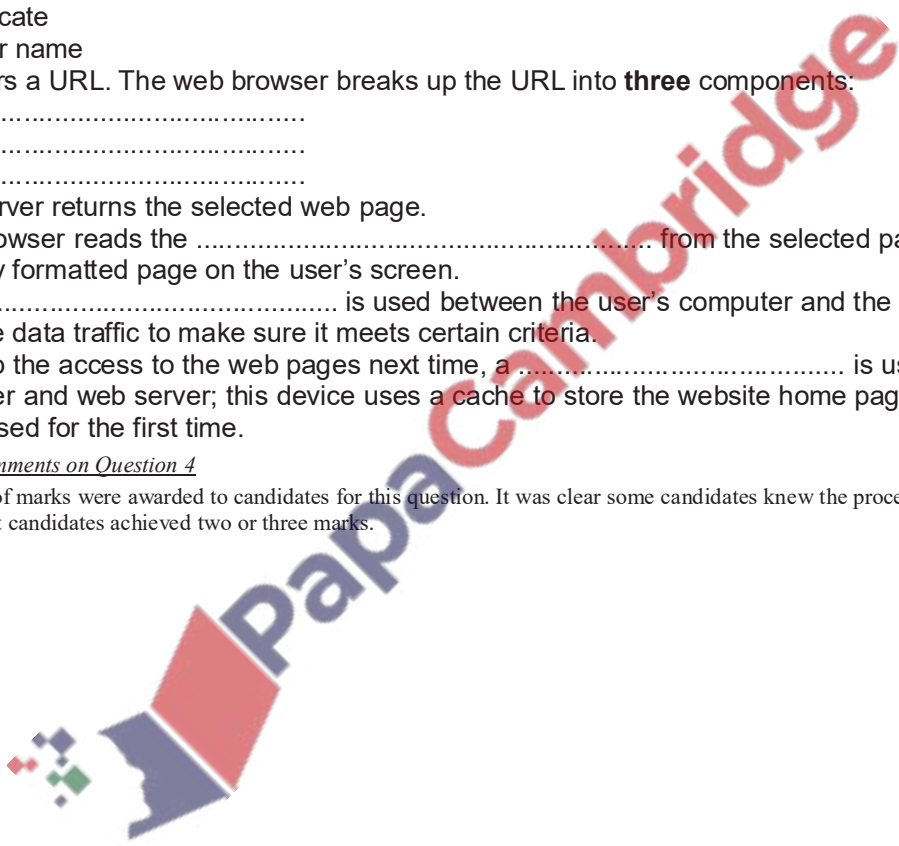 cate
r name
rs a URL. The web browser breaks up the URL into three components:
……………………………………
……………………………………
……………………………………
rver returns the selected web page.
owser reads the …………………………………………………… from the selected pa
y formatted page on the user’s screen.
…………………………………… is used between the user’s computer and the
e data traffic to make sure it meets certain criteria.
o the access to the web pages next time, a …………………………………… is us
er and web server; this device uses a cache to store the website home pag
sed for the first time.
mments on Question 4
of marks were awarded to candidates for this question. It was clear some candidates knew the proce
t candidates achieved two or three marks.
PapaCambridge